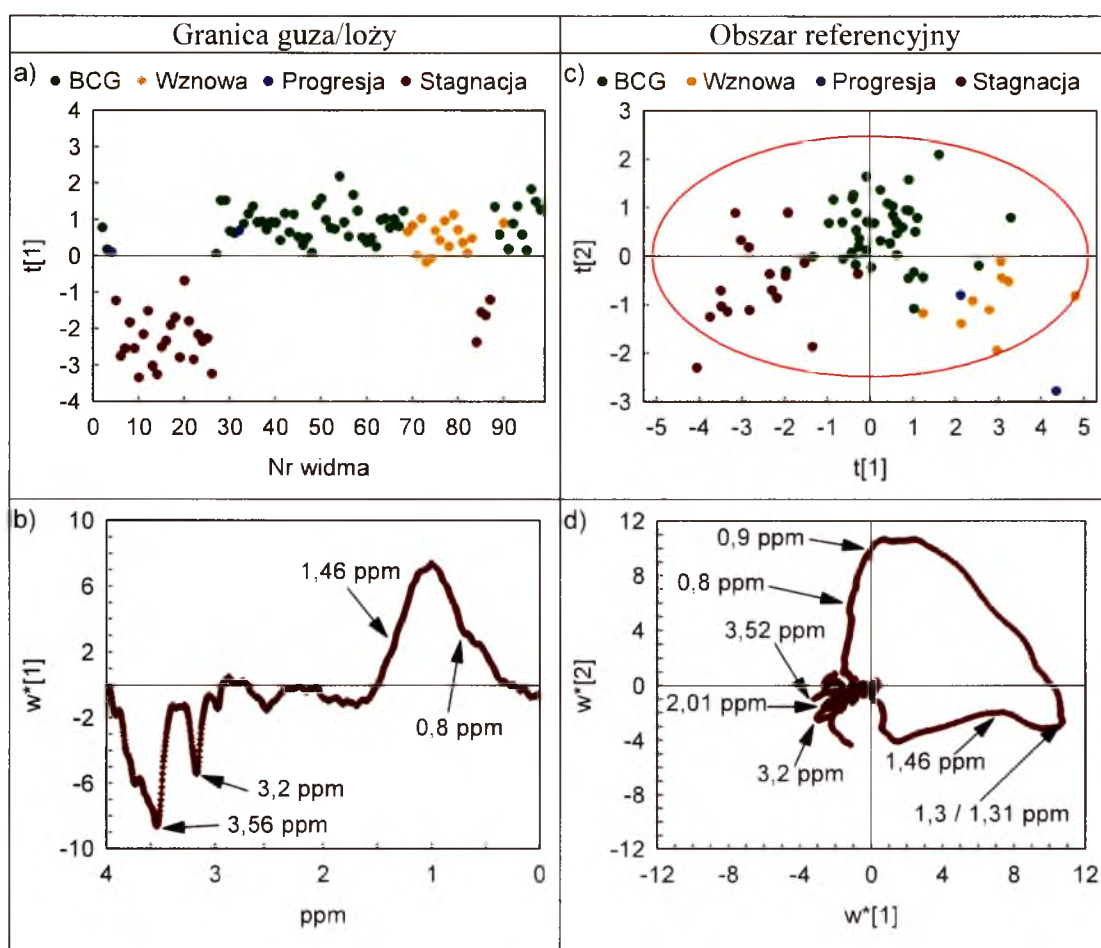 Granica guza/loży
Obszar referencyjny
a) BCG Wznowa Progresja Stagnacja
4
3
2
1
0
-1
-2
-3
-4
t[1]
0 10 20 30 40 50 60 70 80 90
Nr widma
c) BCG Wznowa Progresja Stagnacja
3
2
1
0
-1
-2
-3
t[2]
-5 -4 -3 -2 -1 0 1 2 3 4 5
t[1]
b)
10
6
2
-2
-6
-10
w*[1]
1,46 ppm
0,8 ppm
3,2 ppm
3,56 ppm
4 3 2 1 0
ppm
d)
12
8
4
0
-4
-8
-12
w*[2]
0,9 ppm
0,8 ppm
3,52 ppm
2,01 ppm
3,2 ppm
1,46 ppm
1,3 / 1,31 ppm
-12 -8 -4 0 4 8 12
w*[1]